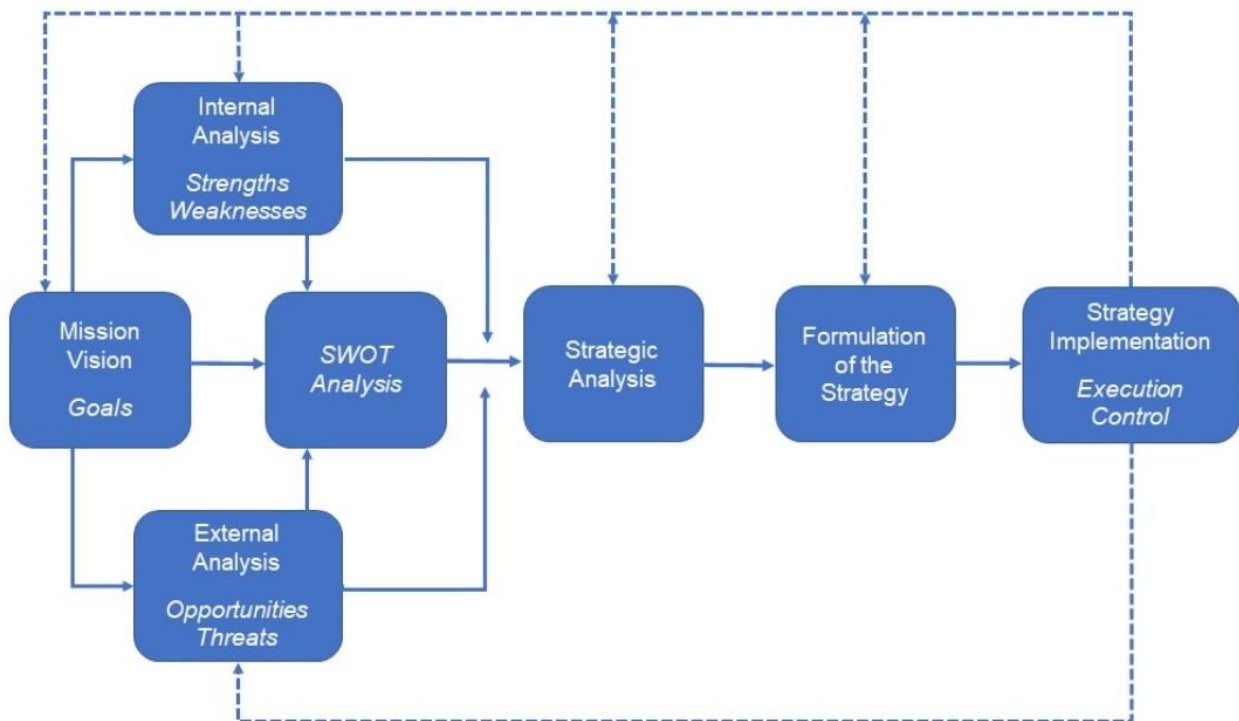 Internal
Analysis
Strengths
Weaknesses
Mission
Vision
Goals
SWOT
Analysis
Strategic
Analysis
Formulation
of the
Strategy
Strategy
Implementation
Execution
Control
External
Analysis
Opportunities
Threats